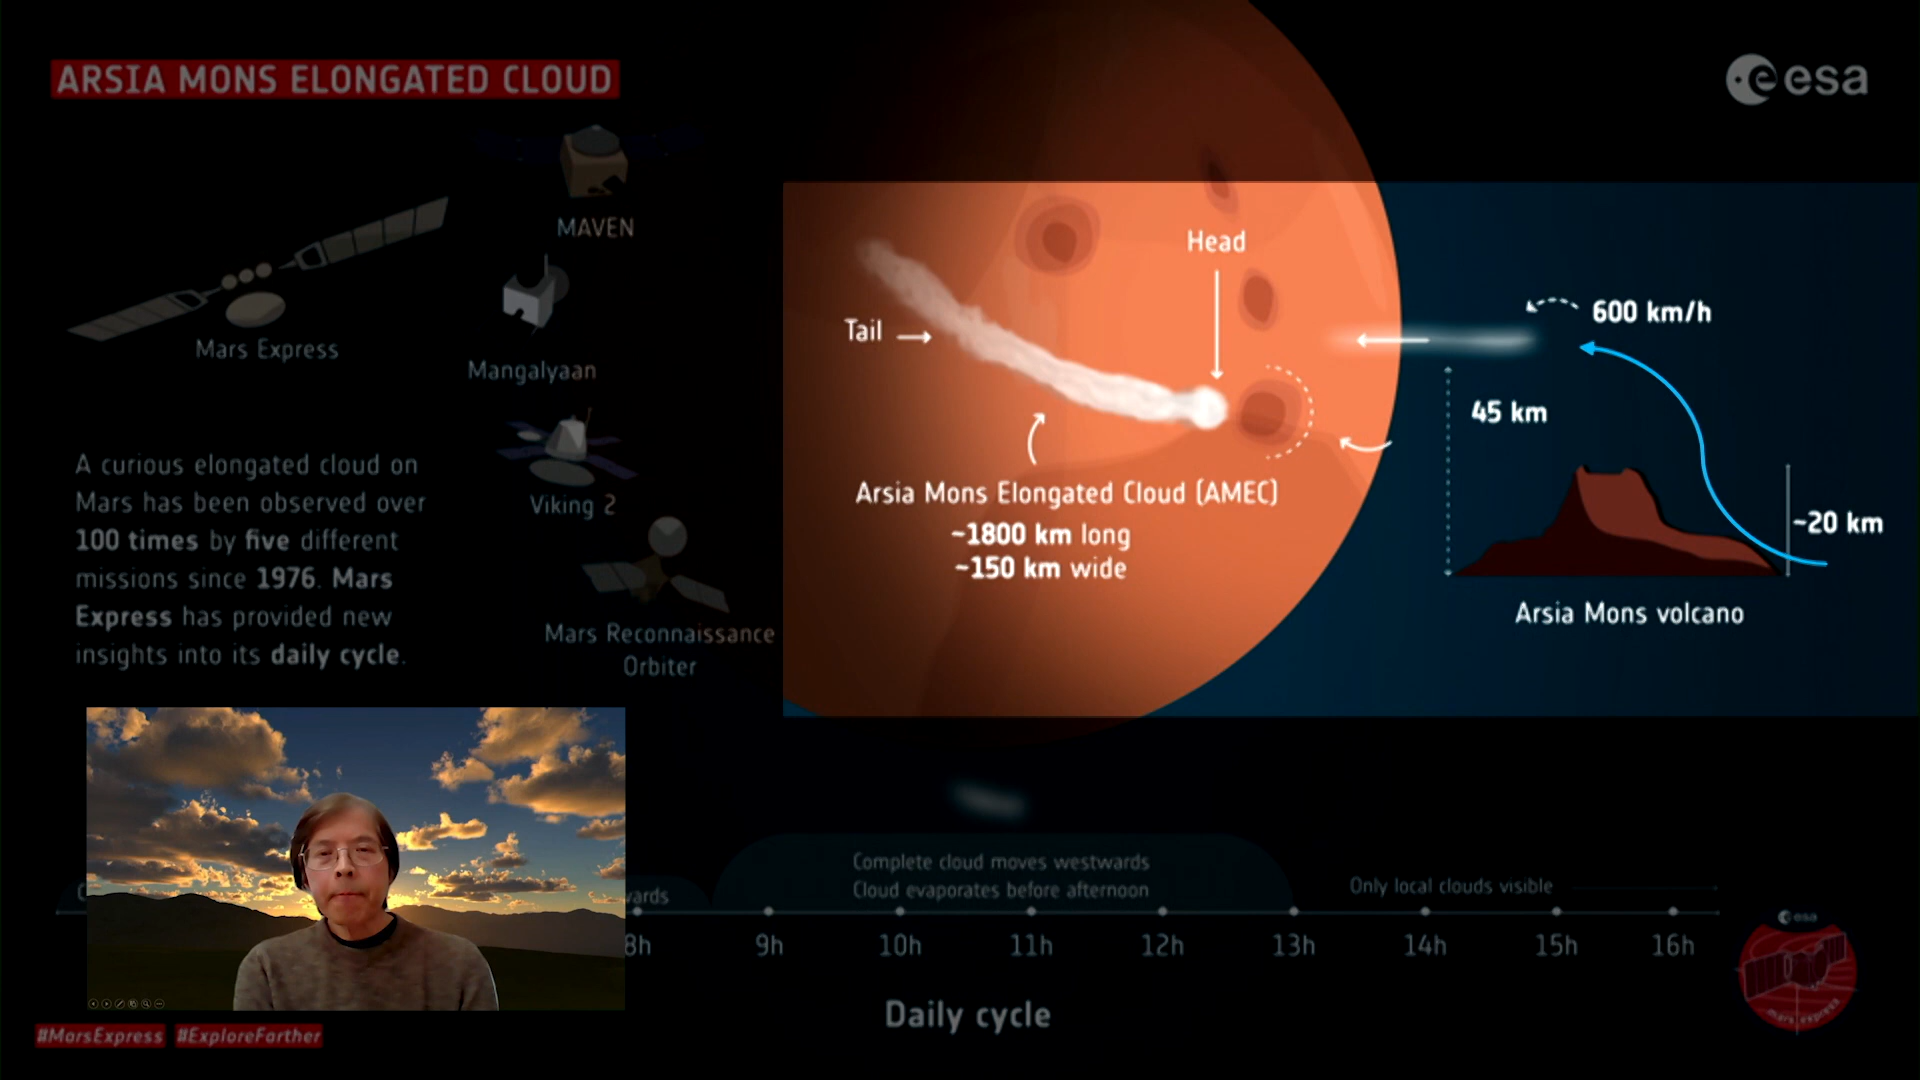 ARSIA MONS ELONGATED CLOUD
esa
MAVEN
Mars Express
Mangalyaan
Viking 2
Mars Reconnaissance
Orbiter
A curious elongated cloud on
Mars has been observed over
100 times by five different
missions since 1976. Mars
Express has provided new
insights into its daily cycle.
Head
Tail
Arsia Mons Elongated Cloud (AMEC)
~1800 km long
~150 km wide
600 km/h
45 km
~20 km
Arsia Mons volcano
Complete cloud moves westwards
Cloud evaporates before afternoon
Only local clouds visible
8h 9h 10h 11h 12h 13h 14h 15h 16h
Daily cycle
#MarsExpress #ExploreFarther
esa
mars express